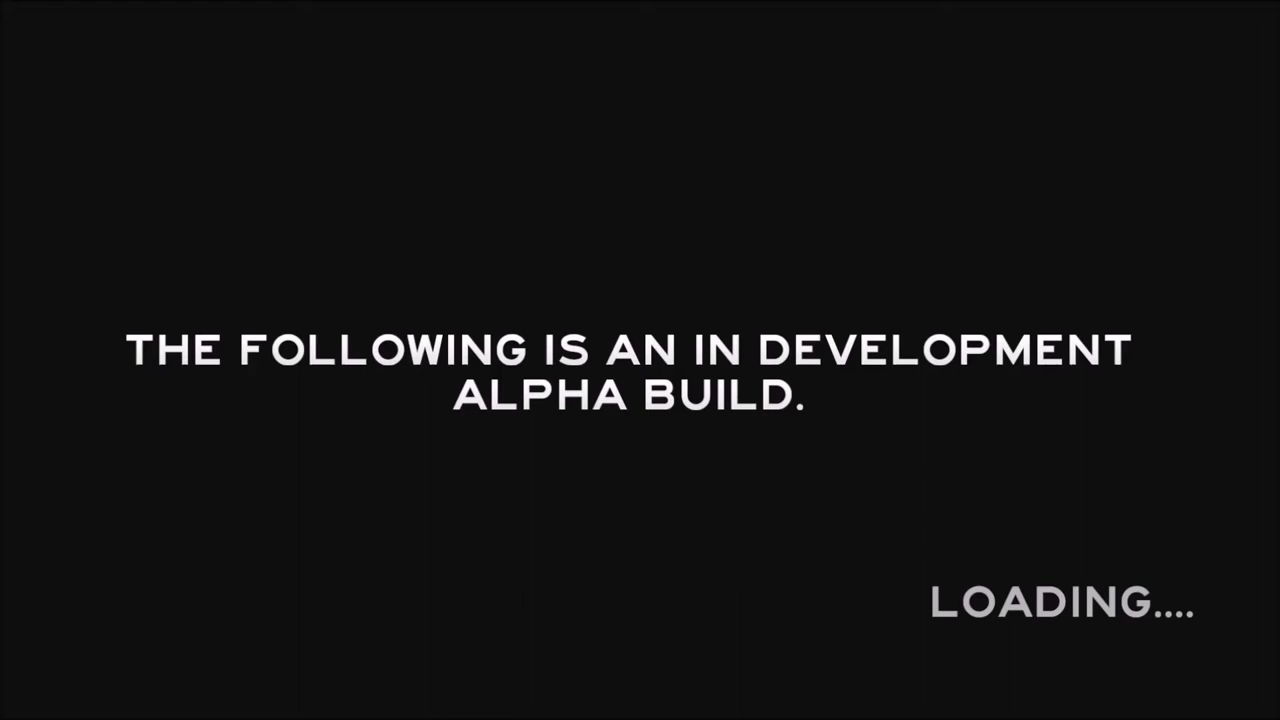 THE FOLLOWING IS AN IN DEVELOPMENT
ALPHA BUILD.
LOADING....